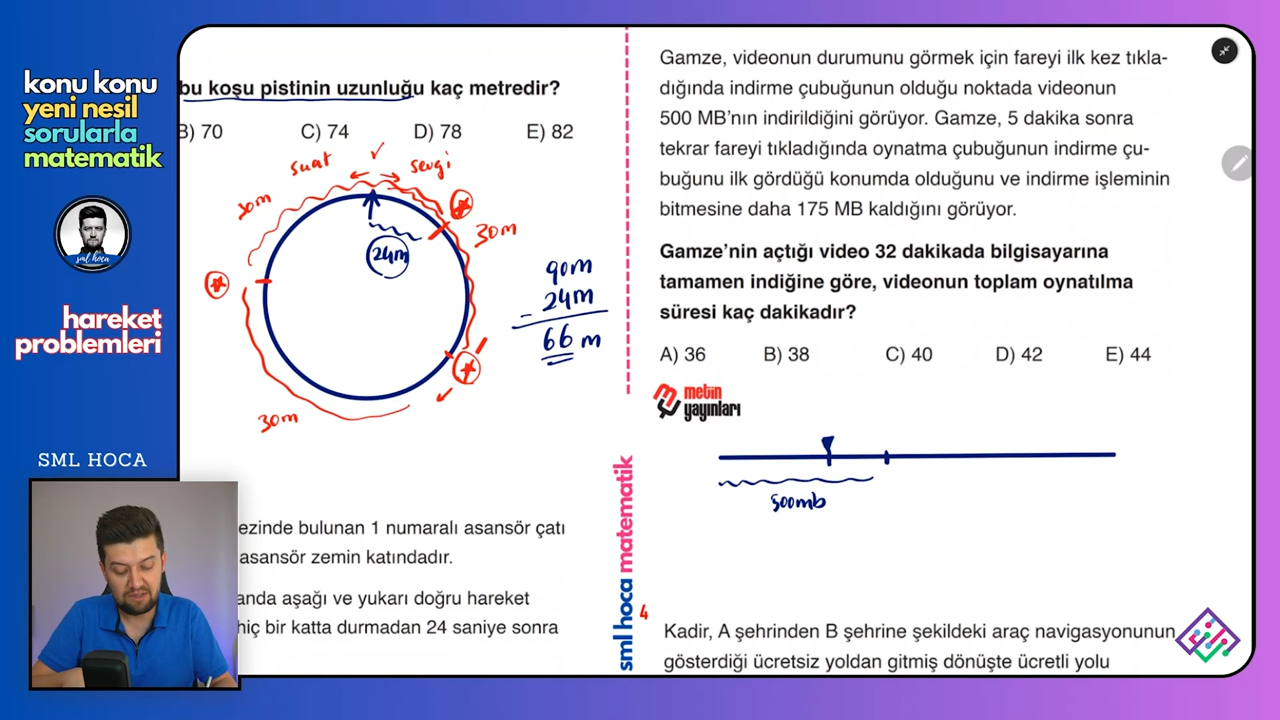 konu konu
yeni nesil
sorularla
matematik
sml hoca
hareket
problemleri
SML HOCA
bu koşu pistinin uzunluğu kaç metredir?
B) 70 C) 74 D) 78 E) 82
suat sevgi
30m
30m
24m
30m
90m
- 24m
66 m
ezinde bulunan 1 numaralı asansör çatı
asansör zemin katındadır.
anda aşağı ve yukarı doğru hareket
hiç bir katta durmadan 24 saniye sonra
sml hoca matematik
Gamze, videonun durumunu görmek için fareyi ilk kez tıkla-
dığında indirme çubuğunun olduğu noktada videonun
500 MB’nın indirildiğini görüyor. Gamze, 5 dakika sonra
tekrar fareyi tıkladığında oynatma çubuğunun indirme çu-
buğunu ilk gördüğü konumda olduğunu ve indirme işleminin
bitmesine daha 175 MB kaldığını görüyor.
Gamze’nin açtığı video 32 dakikada bilgisayarına
tamamen indiğine göre, videonun toplam oynatılma
süresi kaç dakikadır?
A) 36 B) 38 C) 40 D) 42 E) 44
metin
yayınları
500mb
4
Kadir, A şehrinden B şehrine şekildeki araç navigasyonunun
gösterdiği ücretsiz yoldan gitmiş dönüşte ücretli yolu